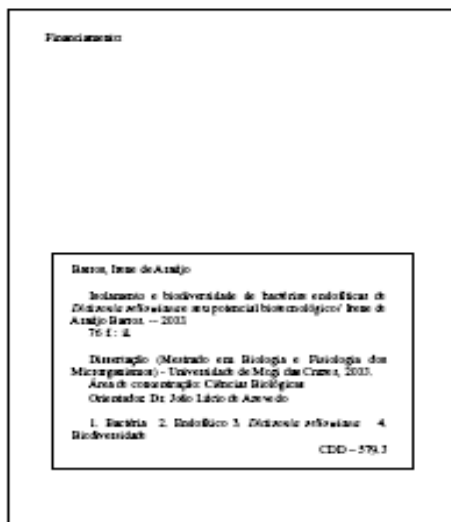 Financiamento:
Barros, Irene de Araújo
Isolamento e biodiversidade de bactérias endofíticas de
Dicksonia sellowiana e seu potencial biotecnológico/ Irene de
Araújo Barros. -- 2003
76 f.: il.
Dissertação (Mestrado em Biologia e Fisiologia dos
Microrganismos) - Universidade de Mogi das Cruzes, 2003.
Área de concentração: Ciências Biológicas
Orientador: Dr. João Lúcio de Azevedo
1. Bactéria 2. Endofítico 3. Dicksonia sellowiana 4.
Biodiversidade
CDD – 579.3